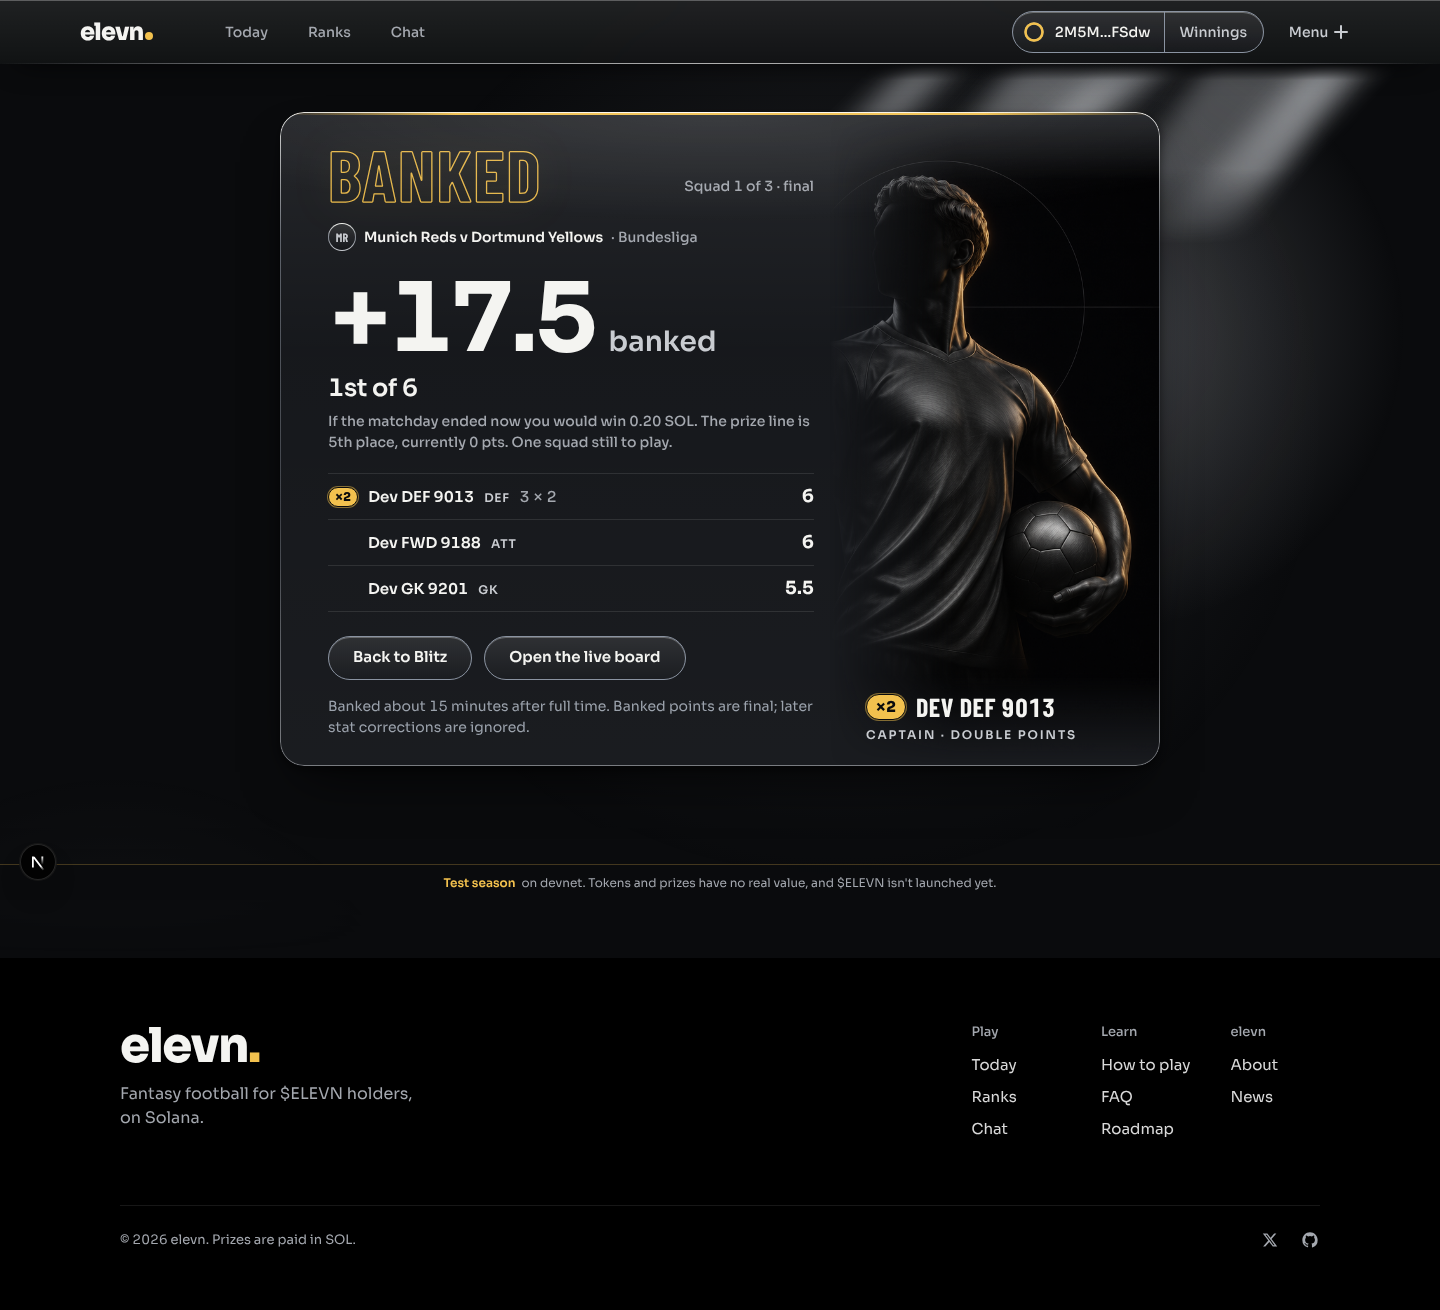 elevn.
Today
Ranks
Chat
2M5M...FSdw
Winnings
Menu
BANKED
Squad 1 of 3 · final
MR
Munich Reds v Dortmund Yellows · Bundesliga
+17.5 banked
1st of 6
If the matchday ended now you would win 0.20 SOL. The prize line is
5th place, currently 0 pts. One squad still to play.
×2 Dev DEF 9013 DEF 3 × 2 6
Dev FWD 9188 ATT 6
Dev GK 9201 GK 5.5
Back to Blitz
Open the live board
Banked about 15 minutes after full time. Banked points are final; later
stat corrections are ignored.
×2 DEV DEF 9013
CAPTAIN · DOUBLE POINTS
N
Test season on devnet. Tokens and prizes have no real value, and $ELEVN isn't launched yet.
elevn.
Fantasy football for $ELEVN holders,
on Solana.
Play
Today
Ranks
Chat
Learn
How to play
FAQ
Roadmap
elevn
About
News
© 2026 elevn. Prizes are paid in SOL.